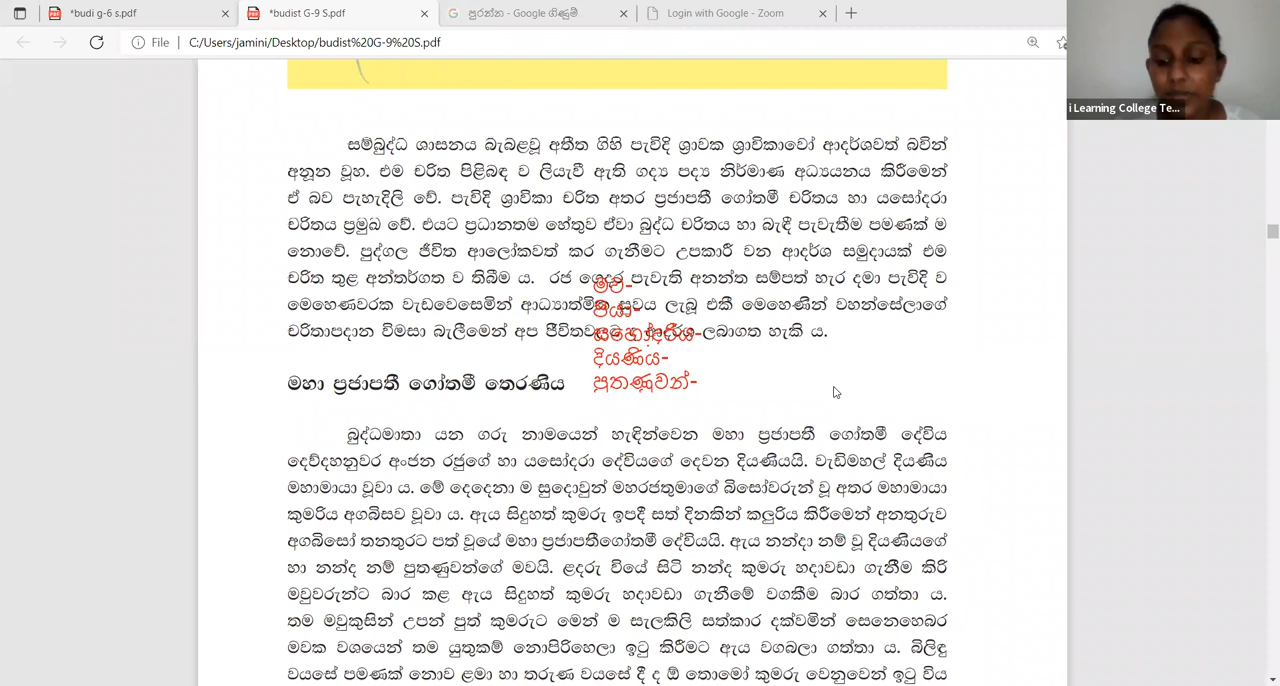 *budi g-6 s.pdf
*budist G-9 S.pdf
පුරන්න - Google ගිණුම්
Login with Google - Zoom
File
C:/Users/jamini/Desktop/budist%20G-9%20S.pdf
i Learning College Te...
සම්බුද්ධ ශාසනය බැබළවූ අතීත ගිහි පැවිදි ශ්‍රාවක ශ්‍රාවිකාවෝ ආදර්ශවත් බවින්
අනූන වූහ. එම චරිත පිළිබඳ ව ලියැවී ඇති ගද්‍ය පද්‍ය නිර්මාණ අධ්‍යයනය කිරීමෙන්
ඒ බව පැහැදිලි වේ. පැවිදි ශ්‍රාවිකා චරිත අතර ප්‍රජාපතී ගෝතමී චරිතය හා යසෝදරා
චරිතය ප්‍රමුඛ වේ. එයට ප්‍රධානතම හේතුව ඒවා බුද්ධ චරිතය හා බැඳී පැවැතීම පමණක් ම
නොවේ. පුද්ගල ජීවිත ආලෝකවත් කර ගැනීමට උපකාරී වන ආදර්ශ සමුදායක් එම
චරිත තුළ අන්තර්ගත ව තිබීම ය. රජ ගෙදර පැවැති අනන්ත සම්පත් හැර දමා පැවිදි ව
මෙහෙණවරක වැඩවෙසෙමින් ආධ්‍යාත්මික සුවය ලැබූ එකී මෙහෙණින් වහන්සේලාගේ
චරිතාපදාන විමසා බැලීමෙන් අප ජීවිතවලට ද ආදර්ශ ලබාගත හැකි ය.
මව-
පියා-
සහෝදරිය-
දියණිය-
පුතණුවන්-
මහා ප්‍රජාපතී ගෝතමී තෙරණිය
බුද්ධමාතා යන ගරු නාමයෙන් හැඳින්වෙන මහා ප්‍රජාපතී ගෝතමී දේවිය
දෙව්දහනුවර අංජන රජුගේ හා යසෝදරා දේවියගේ දෙවන දියණියයි. වැඩිමහල් දියණිය
මහාමායා වූවා ය. මේ දෙදෙනා ම සුදොවුන් මහරජතුමාගේ බිසෝවරුන් වූ අතර මහාමායා
කුමරිය අගබිසව වූවා ය. ඇය සිදුහත් කුමරු ඉපදී සත් දිනකින් කලුරිය කිරීමෙන් අනතුරුව
අගබිසෝ තනතුරට පත් වූයේ මහා ප්‍රජාපතීගෝතමී දේවියයි. ඇය නන්දා නම් වූ දියණියගේ
හා නන්ද නම් පුතණුවන්ගේ මවයි. ළදරු වියේ සිටි නන්ද කුමරු හදාවඩා ගැනීම කිරි
මවුවරුන්ට බාර කළ ඇය සිදුහත් කුමරු හදාවඩා ගැනීමේ වගකීම බාර ගත්තා ය.
තම මවුකුසින් උපන් පුත් කුමරුට මෙන් ම සැලකිලි සත්කාර දක්වමින් සෙනෙහෙබර
මවක වශයෙන් තම යුතුකම් නොපිරිහෙලා ඉටු කිරීමට ඇය වගබලා ගත්තා ය. බිලිඳු
වයසේ පමණක් නොව ළමා හා තරුණ වයසේ දී ද ඕ තොමෝ කුමරු වෙනුවෙන් ඉටු විය